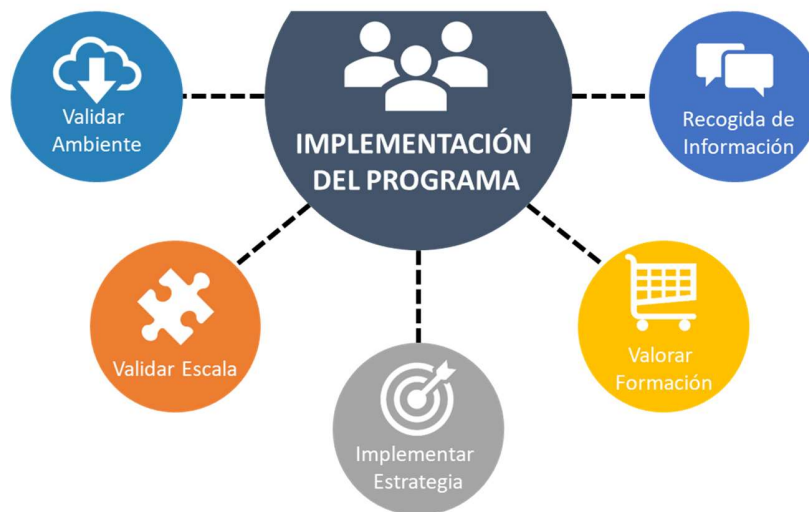 Validar
Ambiente
IMPLEMENTACIÓN
DEL PROGRAMA
Recogida de
Información
Validar Escala
Implementar
Estrategia
Valorar
Formación